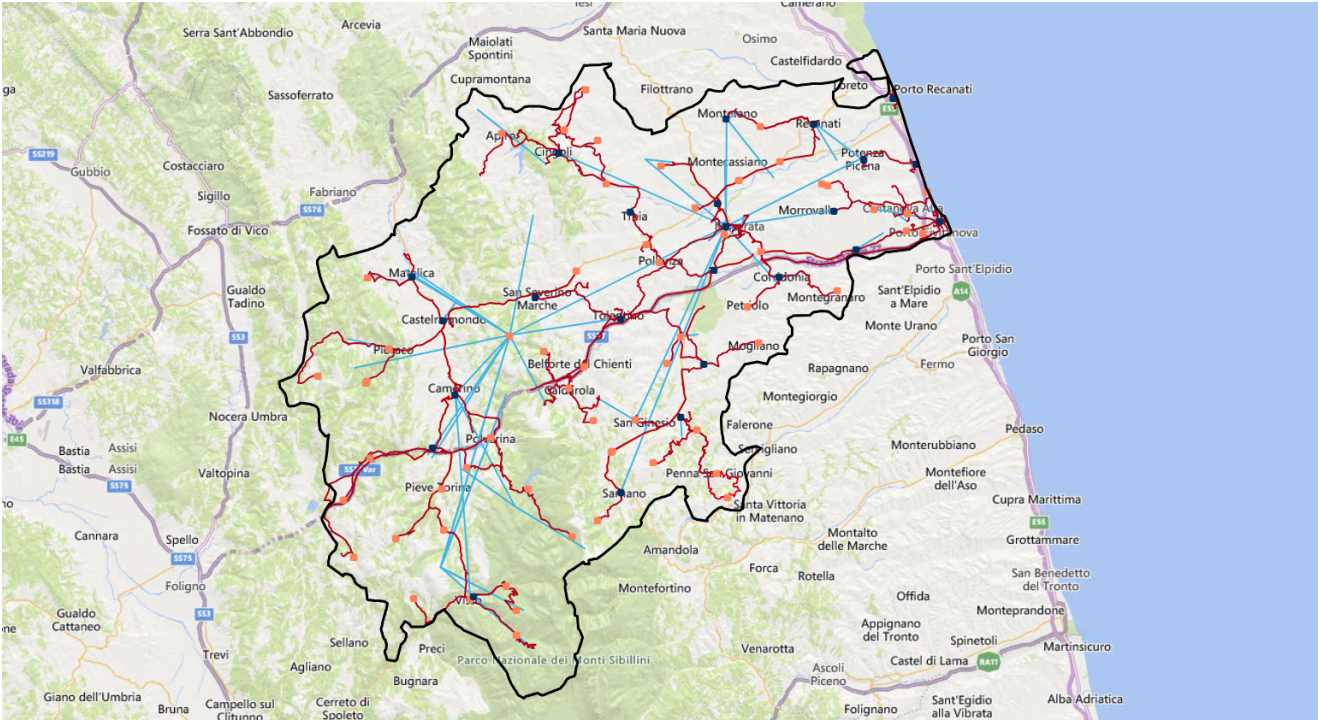 Camerano
Arcevia
Serra Sant'Abbondio
Santa Maria Nuova
Maiolati
Spontini
Osimo
Castelfidardo
Cupramontana
Sassoferrato
Filottrano
Loreto
Porto Recanati
E55
Montefano
Recanati
Apiro
Cingoli
SS219
Gubbio
Costacciaro
Montecassiano
Potenza
Picena
Sigillo
Fabriano
SS76
Treia
Morrovalle
Civitanova Alta
Fossato di Vico
Macerata
Porto Civitanova
Pollenza
Strada Statale 77
Matelica
Corridonia
Porto Sant'Elpidio
Gualdo
Tadino
San Severino
Marche
Montegranaro
Sant'Elpidio
a Mare
A14
Petriolo
Castelraimondo
Tolentino
Monte Urano
SS3
SS77
Porto San
Giorgio
Pioraco
Mogliano
Valfabbrica
Belforte del Chienti
Rapagnano
Fermo
Camerino
Caldarola
SS318
Montegiorgio
Nocera Umbra
San Ginesio
Falerone
Pedaso
E45
Bastia
Assisi
Polverina
Servigliano
Monterubbiano
Bastia
Assisi
Valtopina
SS77 Var
Penna San Giovanni
Montefiore
dell'Aso
SS75
Pieve Torina
Sarnano
Santa Vittoria
in Matenano
Cupra Marittima
Cannara
Spello
E55
Montalto
delle Marche
Grottammare
SS75
Amandola
Foligno
Montefortino
Force
Rotella
San Benedetto
del Tronto
Visso
Offida
Monteprandone
Gualdo
Cattaneo
SS3
Appignano
del Tronto
Spinetoli
Sellano
Preci
Venarotta
Martinsicuro
Trevi
Parco Nazionale dei Monti Sibillini
Castel di Lama
RA11
Agliano
Ascoli
Piceno
Bugnara
Giano dell'Umbria
Bruna
Campello sul
Clitunno
Cerreto di
Spoleto
Folignano
Sant'Egidio
alla Vibrata
Alba Adriatica